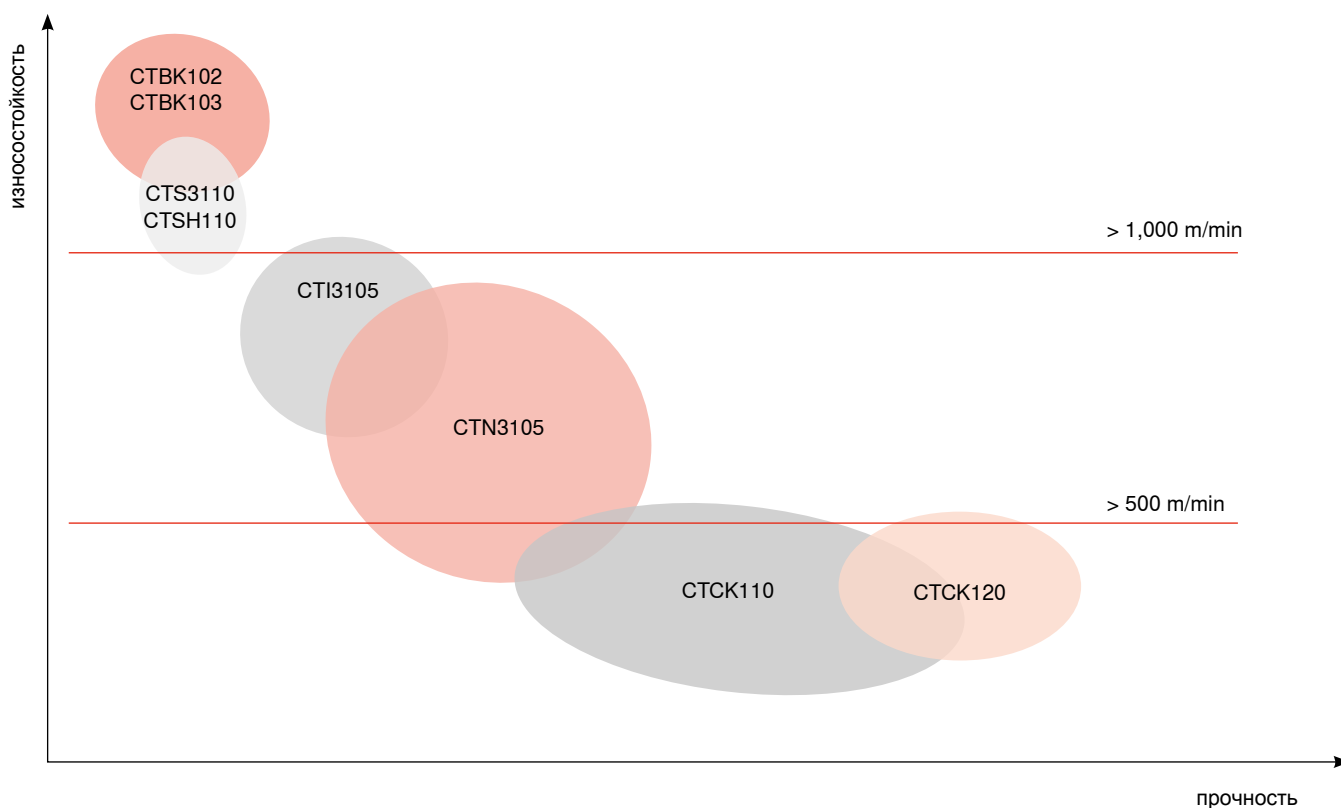 износостойкость
CTBK102
CTBK103
CTS3110
CTSH110
> 1,000 m/min
CTI3105
CTN3105
> 500 m/min
CTCK110
CTCK120
прочность